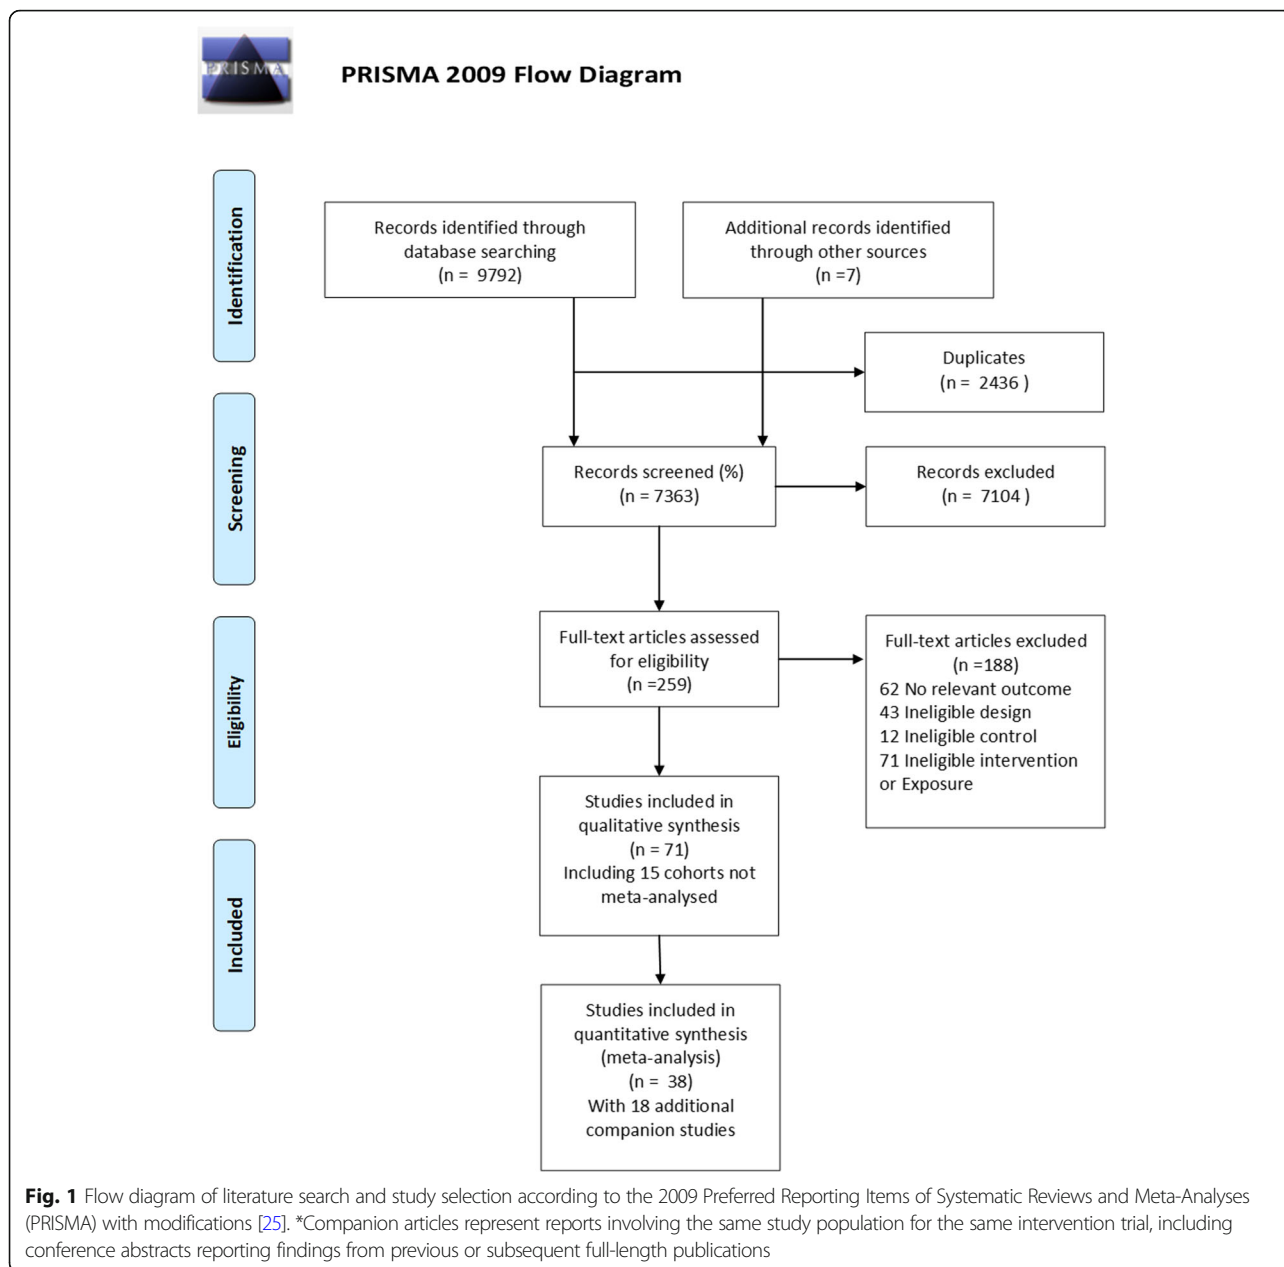 PRISMA
PRISMA 2009 Flow Diagram
Identification
Records identified through
database searching
(n = 9792)
Additional records identified
through other sources
(n =7)
Duplicates
(n = 2436 )
Screening
Records screened (%)
(n = 7363)
Records excluded
(n = 7104 )
Eligibility
Full-text articles assessed
for eligibility
(n =259)
Full-text articles excluded
(n =188)
62 No relevant outcome
43 Ineligible design
12 Ineligible control
71 Ineligible intervention
or Exposure
Studies included in
qualitative synthesis
(n = 71)
Including 15 cohorts not
meta-analysed
Included
Studies included in
quantitative synthesis
(meta-analysis)
(n = 38)
With 18 additional
companion studies
Fig. 1 Flow diagram of literature search and study selection according to the 2009 Preferred Reporting Items of Systematic Reviews and Meta-Analyses
(PRISMA) with modifications [25]. *Companion articles represent reports involving the same study population for the same intervention trial, including
conference abstracts reporting findings from previous or subsequent full-length publications